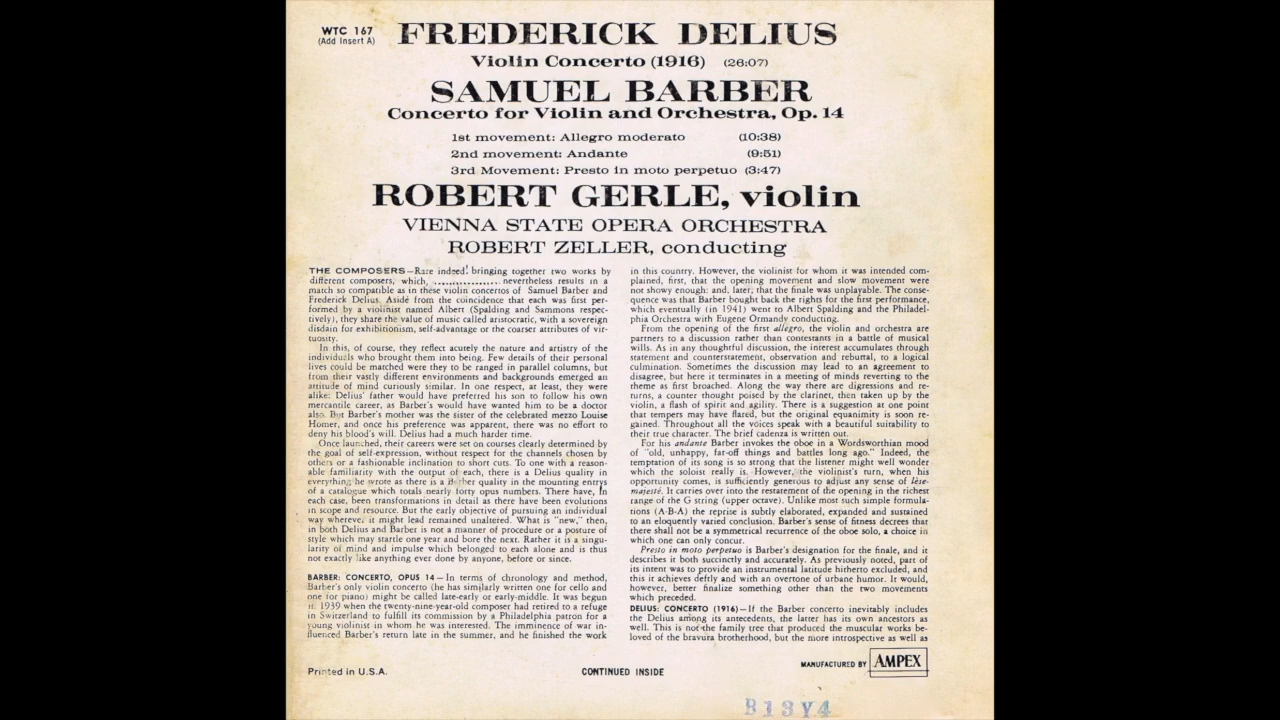 WTC 167
(Add Insert A)
FREDERICK DELIUS
Violin Concerto (1916) (26:07)
SAMUEL BARBER
Concerto for Violin and Orchestra, Op. 14
1st movement: Allegro moderato (10:38)
2nd movement: Andante (9:51)
3rd Movement: Presto in moto perpetuo (3:47)
ROBERT GERLE, violin
VIENNA STATE OPERA ORCHESTRA
ROBERT ZELLER, conducting
THE COMPOSERS—Rare indeed! bringing together two works by
different composers, which, .................. nevertheless results in a
match so compatible as in these violin concertos of Samuel Barber and
Frederick Delius. Aside from the coincidence that each was first per-
formed by a violinist named Albert (Spalding and Sammons respec-
tively), they share the value of music called aristocratic, with a sovereign
disdain for exhibitionism, self-advantage or the coarser attributes of vir-
tuosity.
In this, of course, they reflect acutely the nature and artistry of the
individuals who brought them into being. Few details of their personal
lives could be matched were they to be ranged in parallel columns, but
from their vastly different environments and backgrounds emerged an
attitude of mind curiously similar. In one respect, at least, they were
alike: Delius' father would have preferred his son to follow his own
mercantile career, as Barber's would have wanted him to be a doctor
also. But Barber's mother was the sister of the celebrated mezzo Louise
Homer, and once his preference was apparent, there was no effort to
deny his blood's will. Delius had a much harder time.
Once launched, their careers were set on courses clearly determined by
the goal of self-expression, without respect for the channels chosen by
others or a fashionable inclination to short cuts. To one with a reason-
able familiarity with the output of each, there is a Delius quality in
everything he wrote as there is a Barber quality in the mounting entrys
of a catalogue which totals nearly forty opus numbers. There have, in
each case, been transformations in detail as there have been evolutions
in scope and resource. But the early objective of pursuing an individual
way wherever it might lead remained unaltered. What is "new," then,
in both Delius and Barber is not a manner of procedure or a posture of
style which may startle one year and bore the next. Rather it is a singu-
larity of mind and impulse which belonged to each alone and is thus
not exactly like anything ever done by anyone, before or since.
BARBER: CONCERTO, OPUS 14—In terms of chronology and method,
Barber's only violin concerto (he has similarly written one for cello and
one for piano) might be called late-early or early-middle. It was begun
in 1939 when the twenty-nine-year-old composer had retired to a refuge
in Switzerland to fulfill its commission by a Philadelphia patron for a
young violinist in whom he was interested. The imminence of war in-
fluenced Barber's return late in the summer, and he finished the work
in this country. However, the violinist for whom it was intended com-
plained, first, that the opening movement and slow movement were
not showy enough: and, later, that the finale was unplayable. The conse-
quence was that Barber bought back the rights for the first performance,
which eventually (in 1941) went to Albert Spalding and the Philadel-
phia Orchestra with Eugene Ormandy conducting.
From the opening of the first allegro, the violin and orchestra are
partners to a discussion rather than contestants in a battle of musical
wills. As in any thoughtful discussion, the interest accumulates through
statement and counterstatement, observation and rebuttal, to a logical
culmination. Sometimes the discussion may lead to an agreement to
disagree, but here it terminates in a meeting of minds reverting to the
theme as first broached. Along the way there are digressions and re-
turns, a counter thought poised by the clarinet, then taken up by the
violin, a flash of spirit and agility. There is a suggestion at one point
that tempers may have flared, but the original equanimity is soon re-
gained. Throughout all the voices speak with a beautiful suitability to
their true character. The brief cadenza is written out.
For his andante Barber invokes the oboe in a Wordsworthian mood
of "old, unhappy, far-off things and battles long ago." Indeed, the
temptation of its song is so strong that the listener might well wonder
which the soloist really is. However, the violinist's turn, when his
opportunity comes, is sufficiently generous to adjust any sense of lèse-
majesté. It carries over into the restatement of the opening in the richest
range of the G string (upper octave). Unlike most such simple formula-
tions (A-B-A) the reprise is subtly elaborated, expanded and sustained
to an eloquently varied conclusion. Barber's sense of fitness decrees that
there shall not be a symmetrical recurrence of the oboe solo, a choice in
which one can only concur.
Presto in moto perpetuo is Barber's designation for the finale, and it
describes it both succinctly and accurately. As previously noted, part of
its intent was to provide an instrumental latitude hitherto excluded, and
this it achieves deftly and with an overtone of urbane humor. It would,
however, better finalize something other than the two movements
which preceded.
DELIUS: CONCERTO (1916)—If the Barber concerto inevitably includes
the Delius among its antecedents, the latter has its own ancestors as
well. This is not the family tree that produced the muscular works be-
loved of the bravura brotherhood, but the more introspective as well as
Printed in U.S.A.
CONTINUED INSIDE
MANUFACTURED BY AMPEX
B13Y4